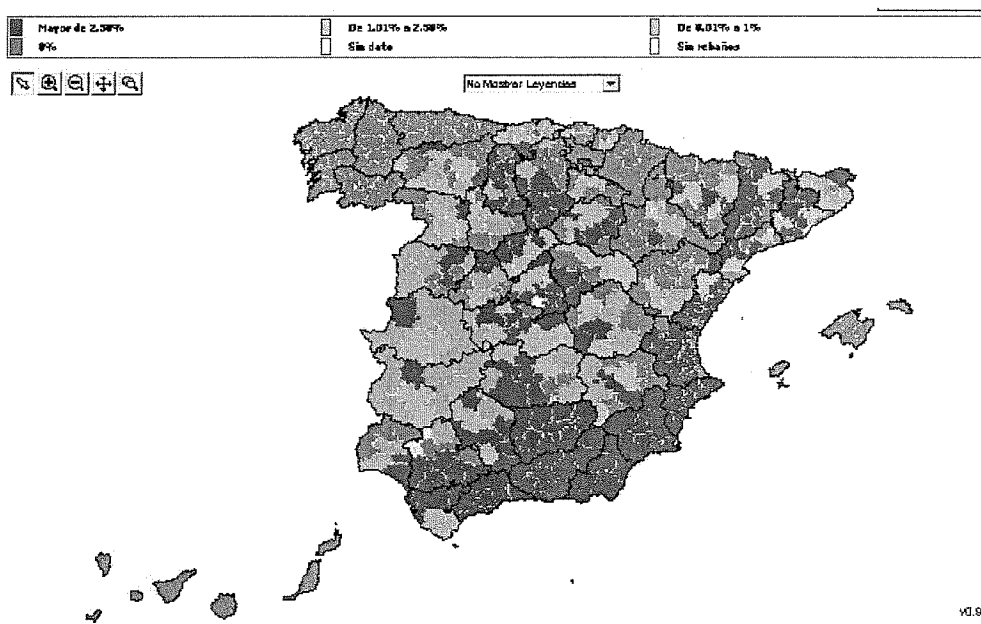 Mayor de 2.50% De 1.01% a 2.50% De 0.01% a 1%
0% Sin dato Sin rebaños
No Mostrar Leyendas
v0.9